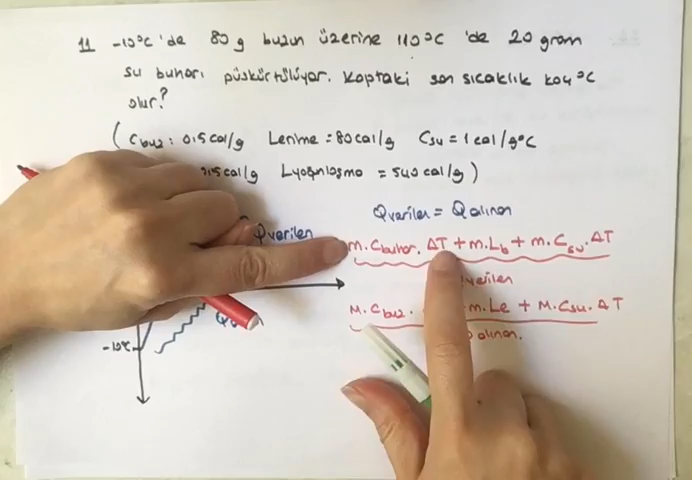 11 -10°C 'de 80 g buzun üzerine 110°C 'de 20 gram
su buharı püskürtülüyor. Kaptaki son sıcaklık kaç °C
olur?
( Cbuz : 0,5 cal/g Lerime = 80 cal/g Csu = 1 cal/g°C
cal/g Lyoğunlaşma = 540 cal/g )
Qverilen = Qalınan
Qverilen
m. Cbuhar. ΔT + m. Lb + m. Csu. ΔT
m. Cbuz. m. Le + m. Csu. ΔT
alınan.
-10°C